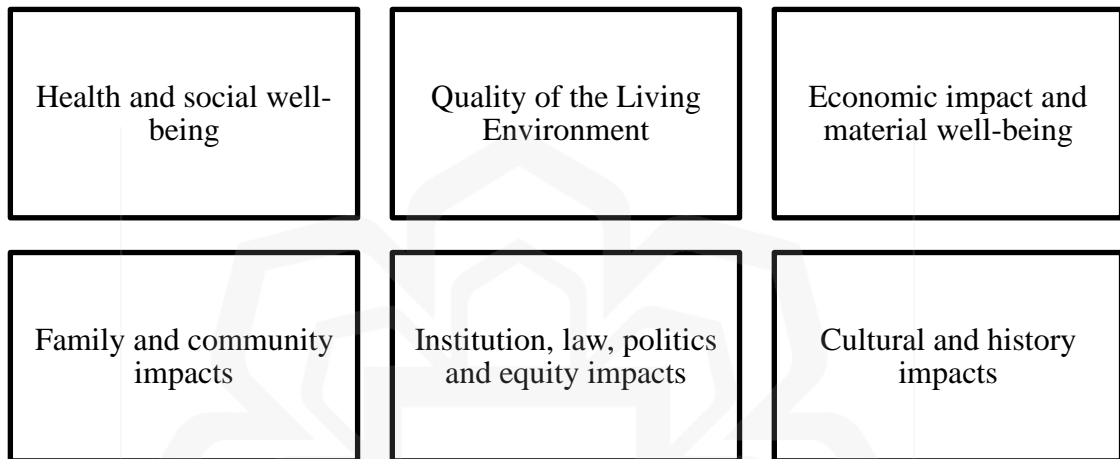 Health and social well-
being
Quality of the Living
Environment
Economic impact and
material well-being
Family and community
impacts
Institution, law, politics
and equity impacts
Cultural and history
impacts